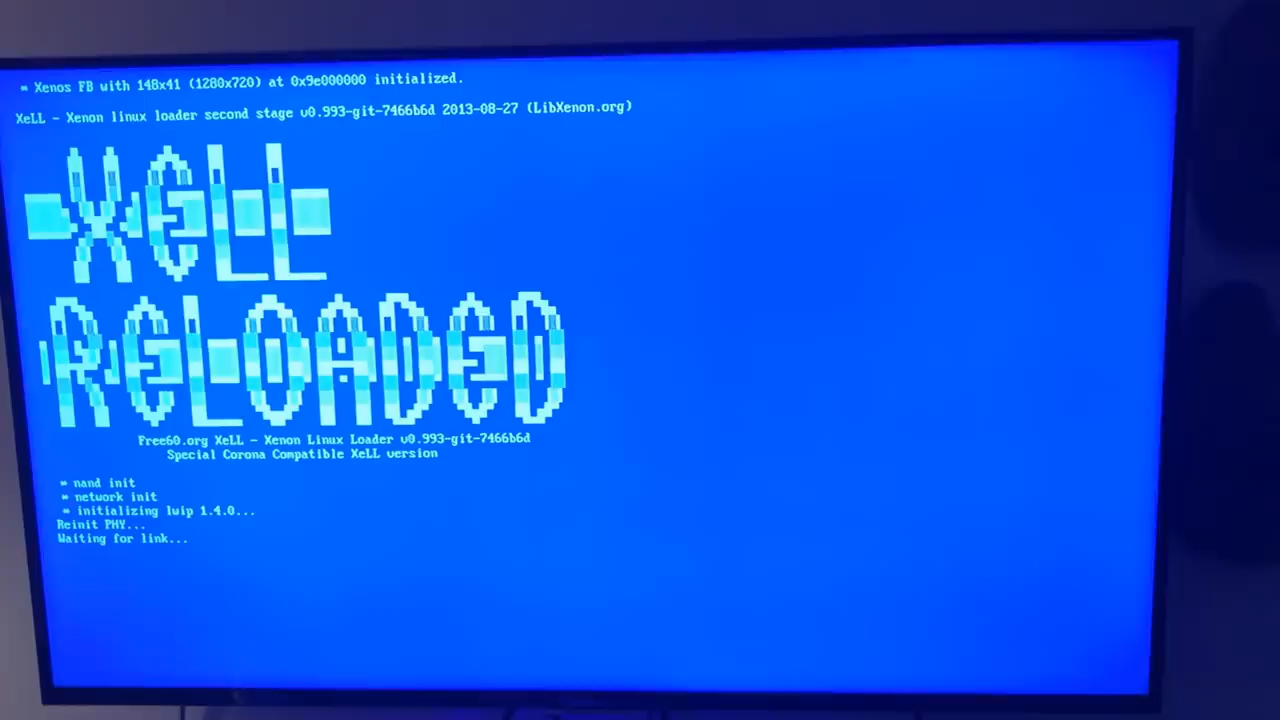 * Xenos FB with 148x41 (1280x720) at 0x9e000000 initialized.
XeLL - Xenon linux loader second stage v0.993-git-7466b6d 2013-08-27 (LibXenon.org)
XeLL
RELOADED
Free60.org XeLL - Xenon Linux Loader v0.993-git-7466b6d
Special Corona Compatible XeLL version
* nand init
* network init
* initializing lwip 1.4.0...
Reinit PHY...
Waiting for link...